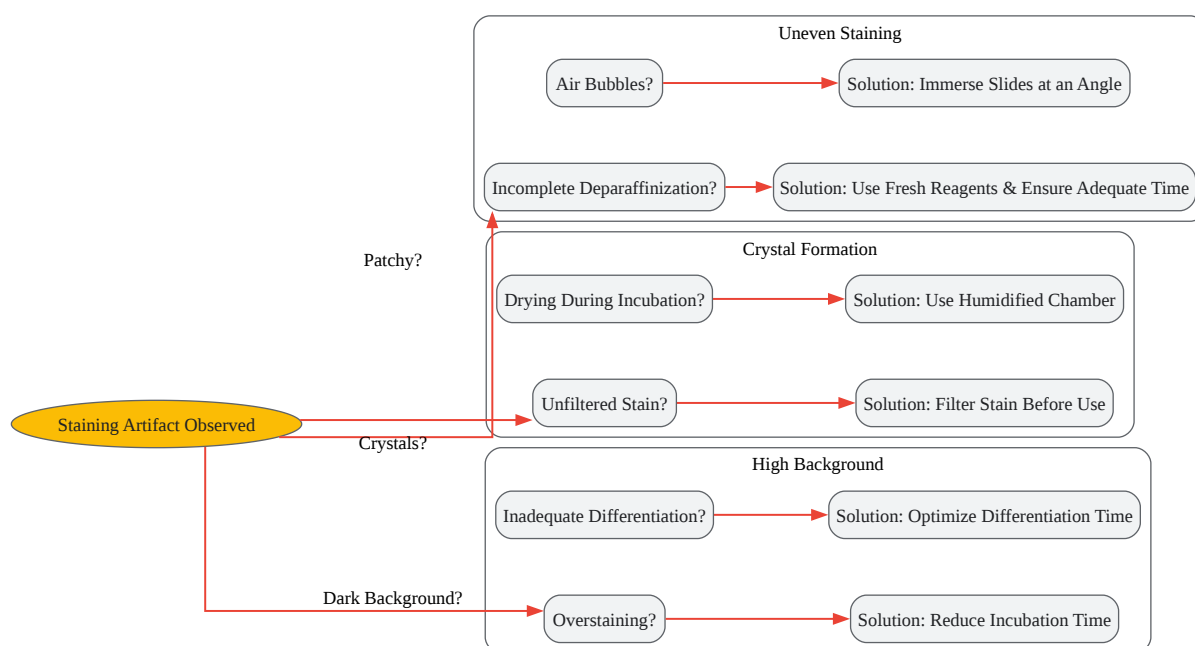 Uneven Staining
Air Bubbles?
Solution: Immerse Slides at an Angle
Incomplete Deparaffinization?
Solution: Use Fresh Reagents & Ensure Adequate Time
Patchy?
Crystal Formation
Drying During Incubation?
Solution: Use Humidified Chamber
Unfiltered Stain?
Solution: Filter Stain Before Use
Staining Artifact Observed
Crystals?
High Background
Inadequate Differentiation?
Solution: Optimize Differentiation Time
Dark Background?
Overstaining?
Solution: Reduce Incubation Time